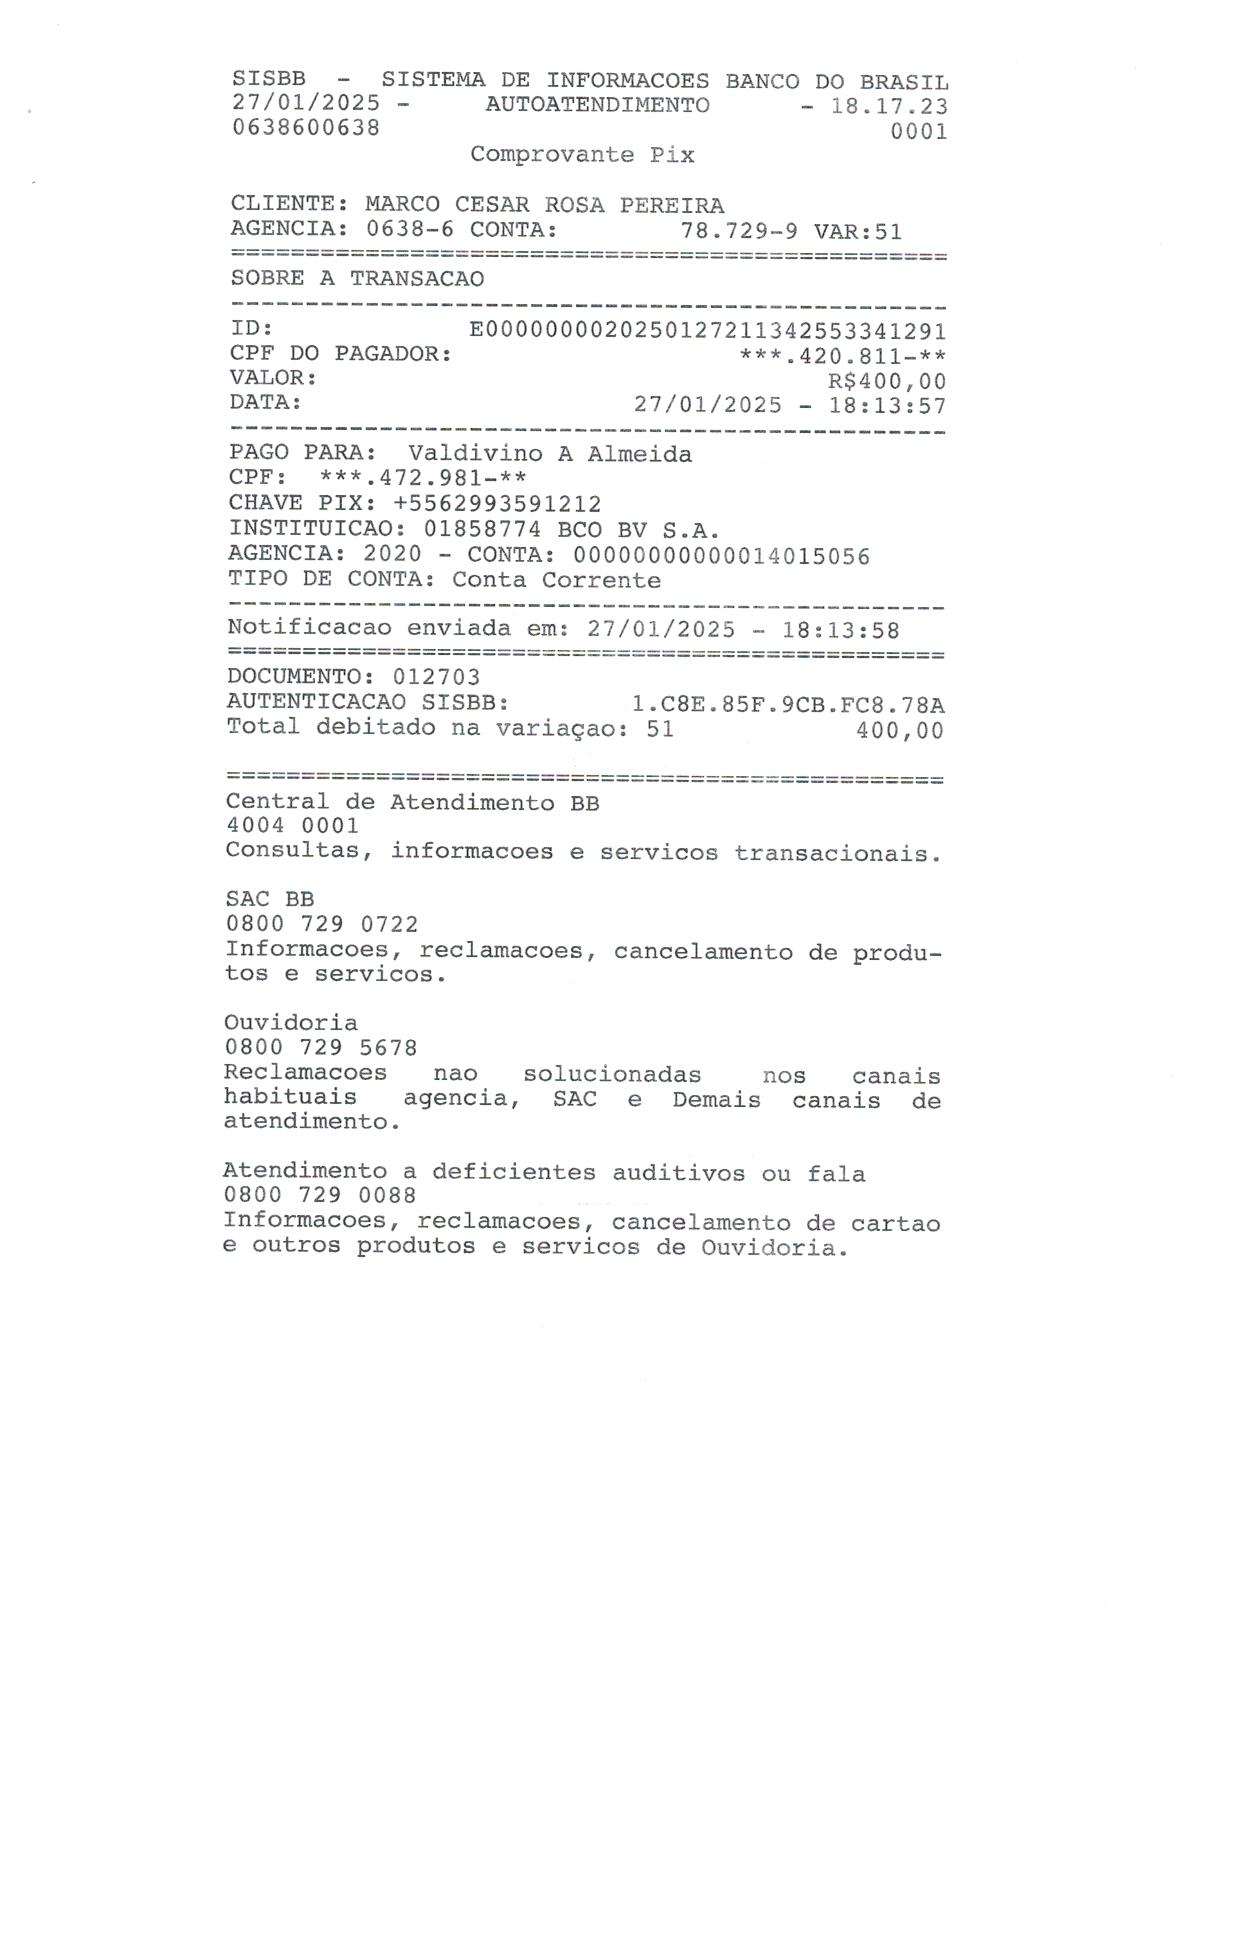 SISBB - SISTEMA DE INFORMACOES BANCO DO BRASIL
27/01/2025 - AUTOATENDIMENTO - 18.17.23
0638600638 0001
Comprovante Pix
CLIENTE: MARCO CESAR ROSA PEREIRA
AGENCIA: 0638-6 CONTA: 78.729-9 VAR:51
================================================
SOBRE A TRANSACAO
------------------------------------------------
ID: E0000000020250127211342553341291
CPF DO PAGADOR: ***.420.811-**
VALOR: R$400,00
DATA: 27/01/2025 - 18:13:57
------------------------------------------------
PAGO PARA: Valdivino A Almeida
CPF: ***.472.981-**
CHAVE PIX: +5562993591212
INSTITUICAO: 01858774 BCO BV S.A.
AGENCIA: 2020 - CONTA: 00000000000014015056
TIPO DE CONTA: Conta Corrente
------------------------------------------------
Notificacao enviada em: 27/01/2025 - 18:13:58
================================================
DOCUMENTO: 012703
AUTENTICACAO SISBB: 1.C8E.85F.9CB.FC8.78A
Total debitado na variaçao: 51 400,00
================================================
Central de Atendimento BB
4004 0001
Consultas, informacoes e servicos transacionais.
SAC BB
0800 729 0722
Informacoes, reclamacoes, cancelamento de produ-
tos e servicos.
Ouvidoria
0800 729 5678
Reclamacoes nao solucionadas nos canais
habituais agencia, SAC e Demais canais de
atendimento.
Atendimento a deficientes auditivos ou fala
0800 729 0088
Informacoes, reclamacoes, cancelamento de cartao
e outros produtos e servicos de Ouvidoria.